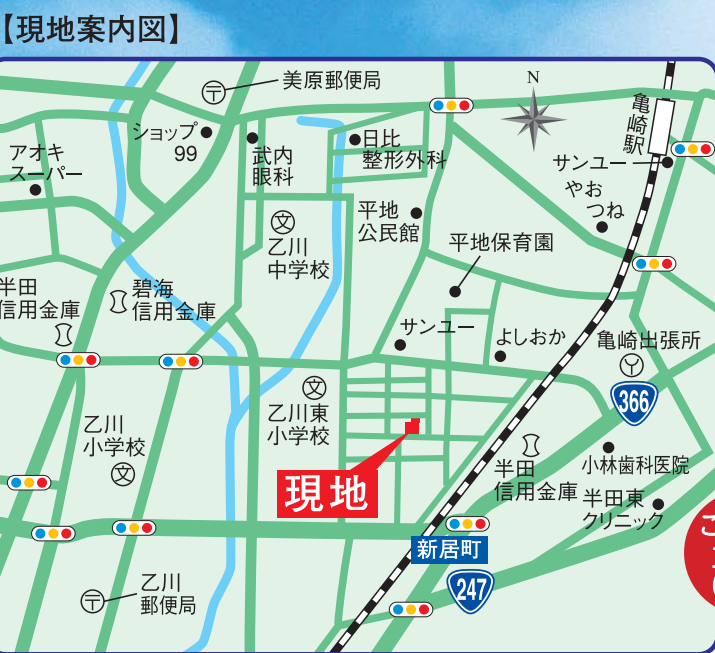 【現地案内図】
美原郵便局
N
亀崎駅
ショップ
99
武内
眼科
日比
整形外科
サンユー
アオキ
スーパー
やお
つね
平地
公民館
乙川
中学校
平地保育園
半田
信用金庫
碧海
信用金庫
サンユー
よしおか
亀崎出張所
366
乙川東
小学校
乙川
小学校
文
文
文
現地
半田
信用金庫
小林歯科医院
半田東
クリニック
新居町
247
乙川
郵便局